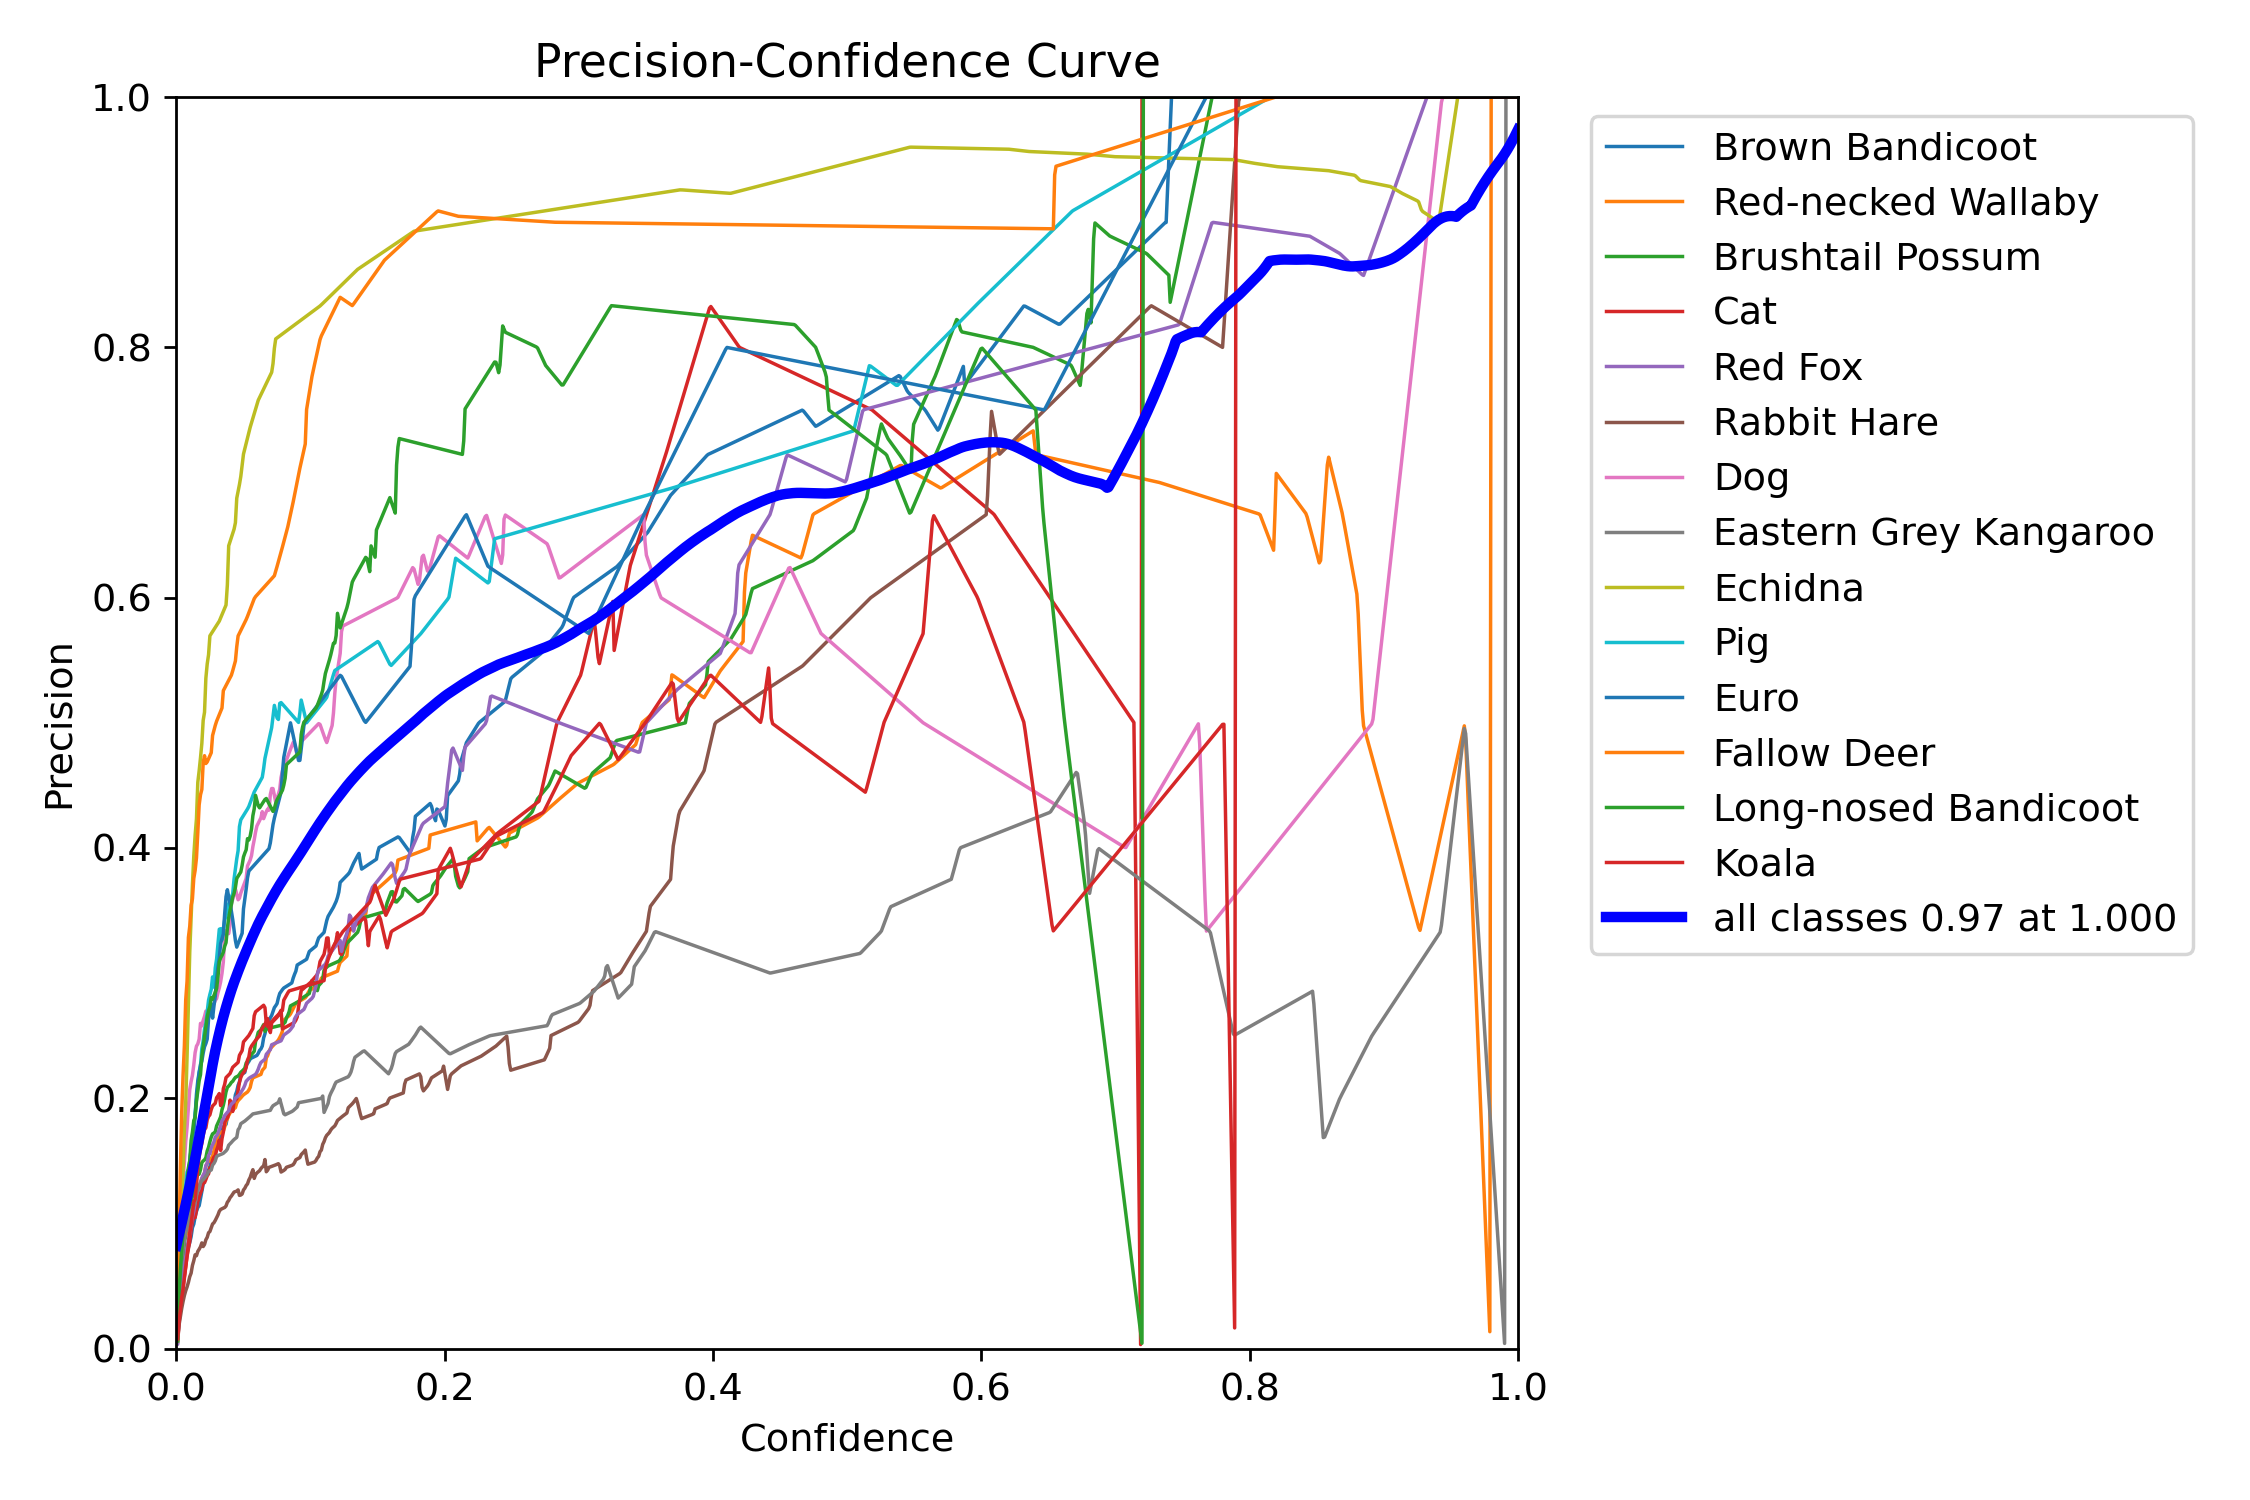 Precision-Confidence Curve
1.0
0.8
0.6
0.4
0.2
0.0
Precision
0.0 0.2 0.4 0.6 0.8 1.0
Confidence
Brown Bandicoot
Red-necked Wallaby
Brushtail Possum
Cat
Red Fox
Rabbit Hare
Dog
Eastern Grey Kangaroo
Echidna
Pig
Euro
Fallow Deer
Long-nosed Bandicoot
Koala
all classes 0.97 at 1.000